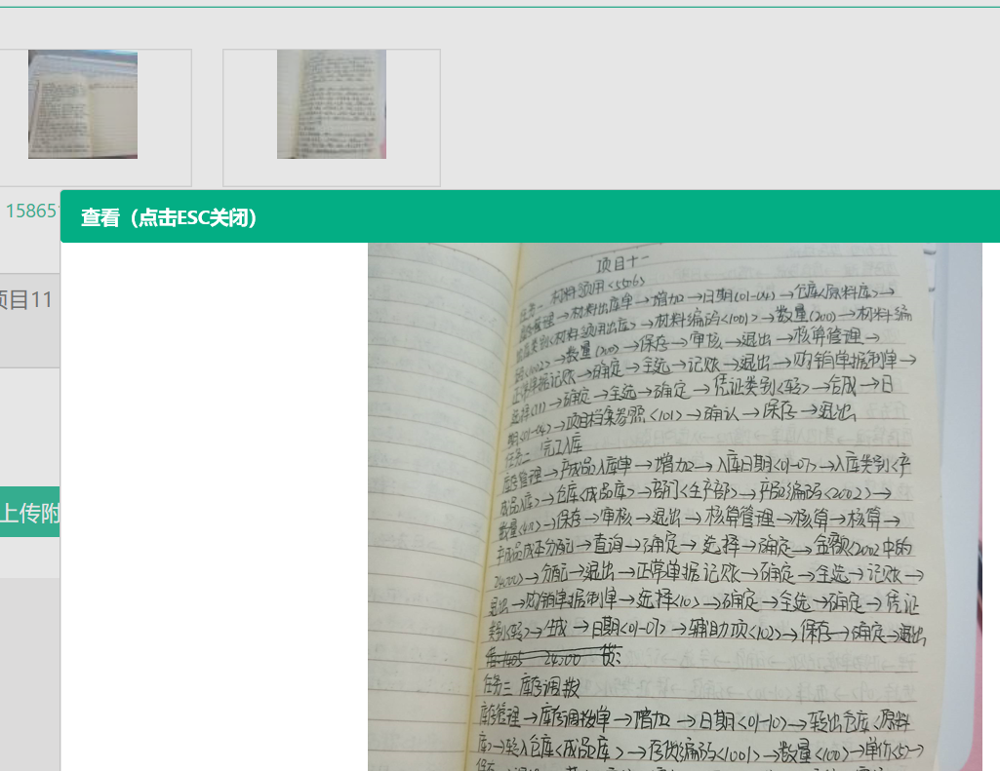 15865
查看（点击ESC关闭）
项目11
上传附
项目十一
任务一 材料领用<5506>
管理→材料出库单→增加→日期<01-04>→仓库<原料库>→
类别<材料领用出库>→材料编码<1001>→数量(200)→材料编
码<1002>→数量(200)→保存→审核→退出→核算管理→
正常单据记账→确定→全选→记账→退出→购销单据制单→
选择(11)→确定→全选→确定→凭证类别<转>→合成→日
期<01-04>→项目档案参照<101>→确认→保存→退出
任务二 完工入库
库存管理→产成品入库单→增加→入库日期<01-07>→入库类别<产
成品入库>→仓库<成品库>→部门<生产部>→产品编码<2002>→
数量<400>→保存→审核→退出→核算管理→核算→核算→
产成品成本分配→查询→确定→选择→确定→金额<2002中的
24000>→分配→退出→正常单据记账→确定→全选→记账→
退出→购销单据制单→选择<10>→确定→全选→确定→凭证
类别<转>→生成→日期<01-07>→辅助项<102>→保存→确定→退出
借:1405 24000 贷:
任务三 库存调拨
库存管理→库存调拨单→增加→日期<01-10>→转出仓库<原料
库>→转入仓库<成品库>→存货编码<1001>→数量<100>→单价<5>→